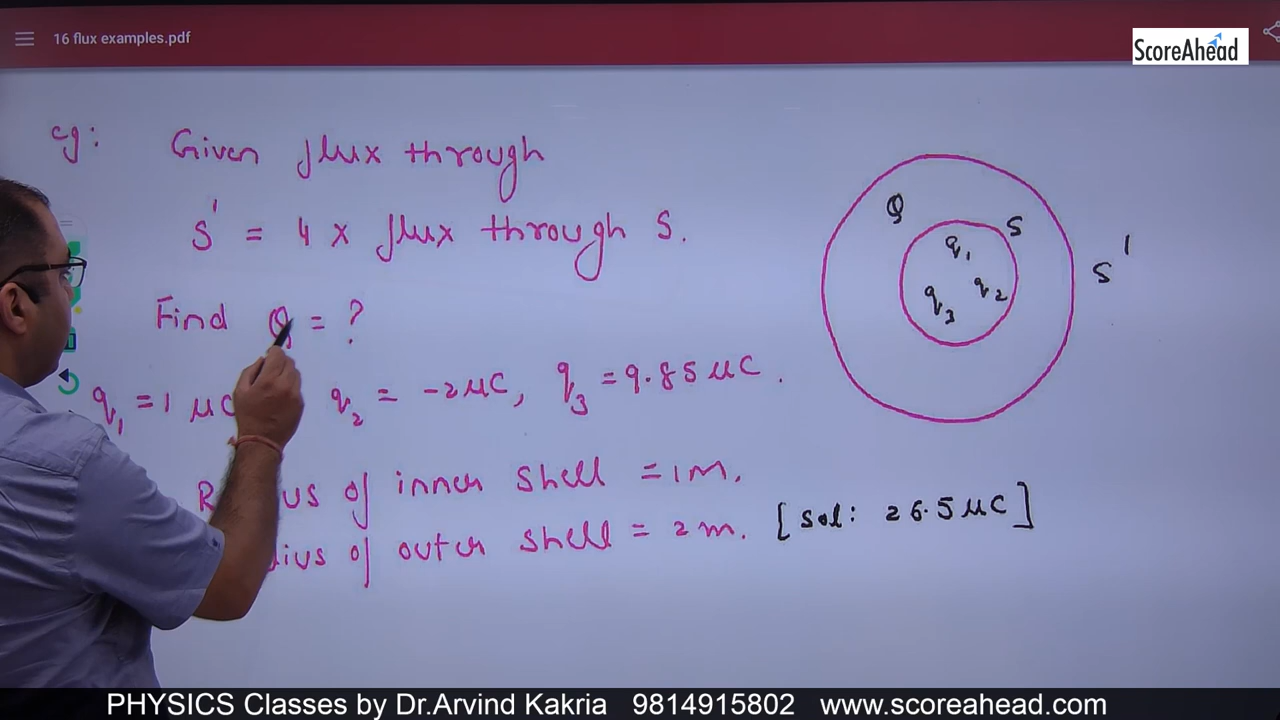 16 flux examples.pdf
ScoreAhead
eg: Given flux through
S' = 4 x flux through S.
Find Q = ?
q1 = 1 μC q2 = -2μC, q3 = 9.85 μC.
of inner shell = 1m.
of outer shell = 2m. [Sol: 26.5 μC]
Q
S
q1
q2
q3
S'
PHYSICS Classes by Dr.Arvind Kakria 9814915802 www.scoreahead.com